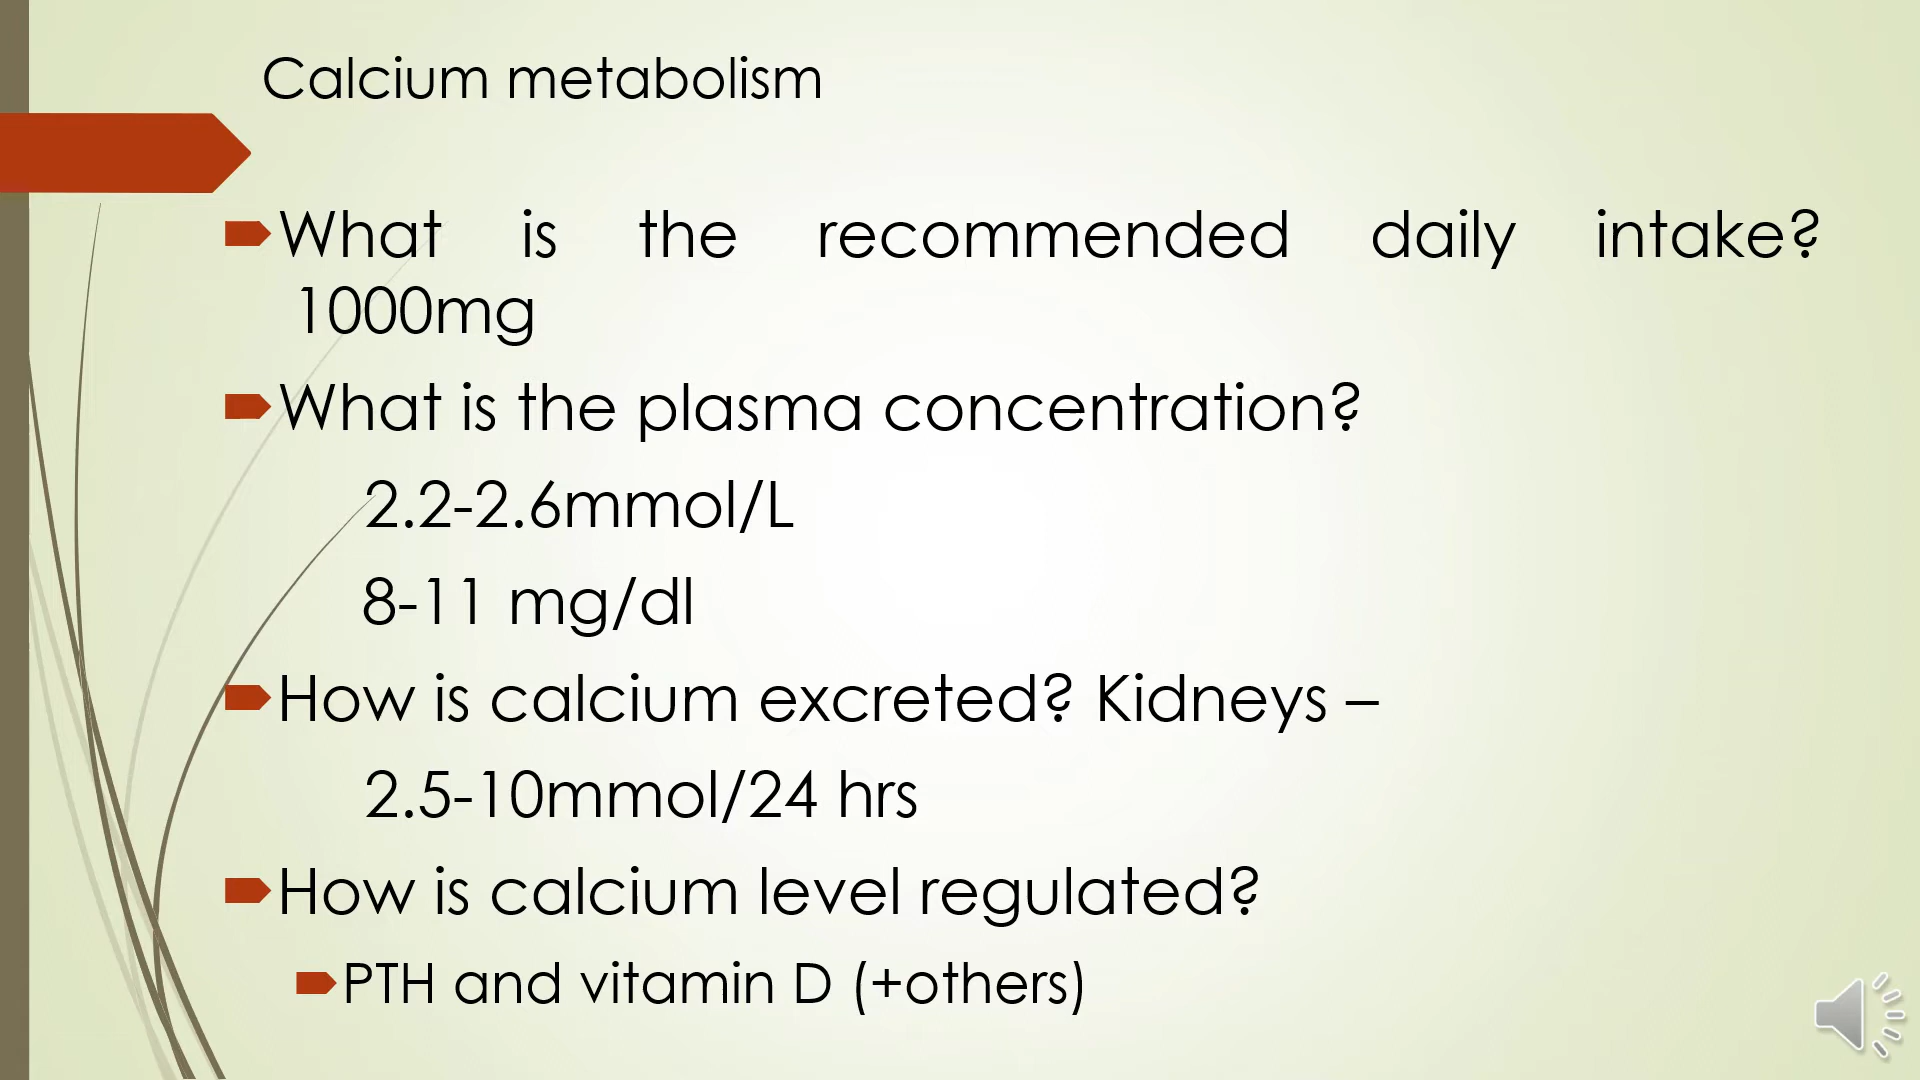 Calcium metabolism
What is the recommended daily intake?
1000mg
What is the plasma concentration?
2.2-2.6mmol/L
8-11 mg/dl
How is calcium excreted? Kidneys –
2.5-10mmol/24 hrs
How is calcium level regulated?
PTH and vitamin D (+others)